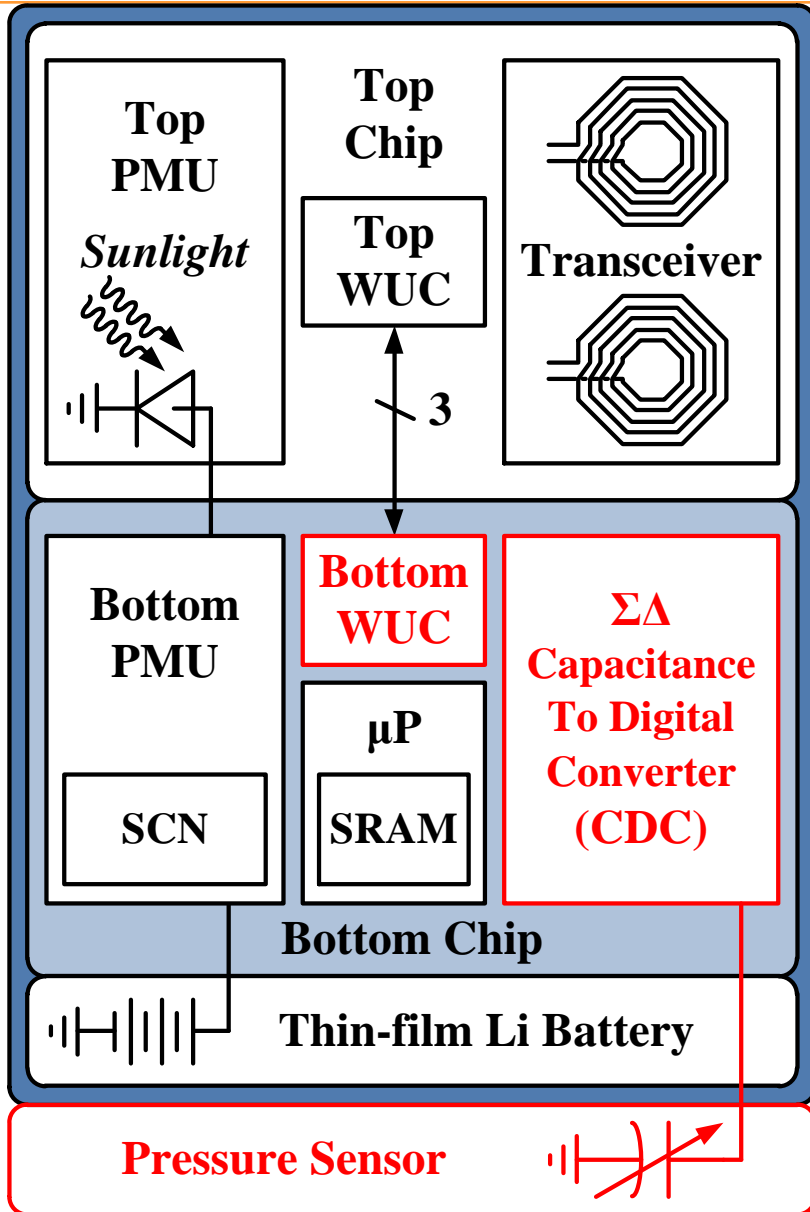 Top
PMU
Sunlight
Top
Chip
Top
WUC
3
Transceiver
Bottom
PMU
SCN
Bottom
WUC
μP
SRAM
ΣΔ
Capacitance
To Digital
Converter
(CDC)
Bottom Chip
Thin-film Li Battery
Pressure Sensor